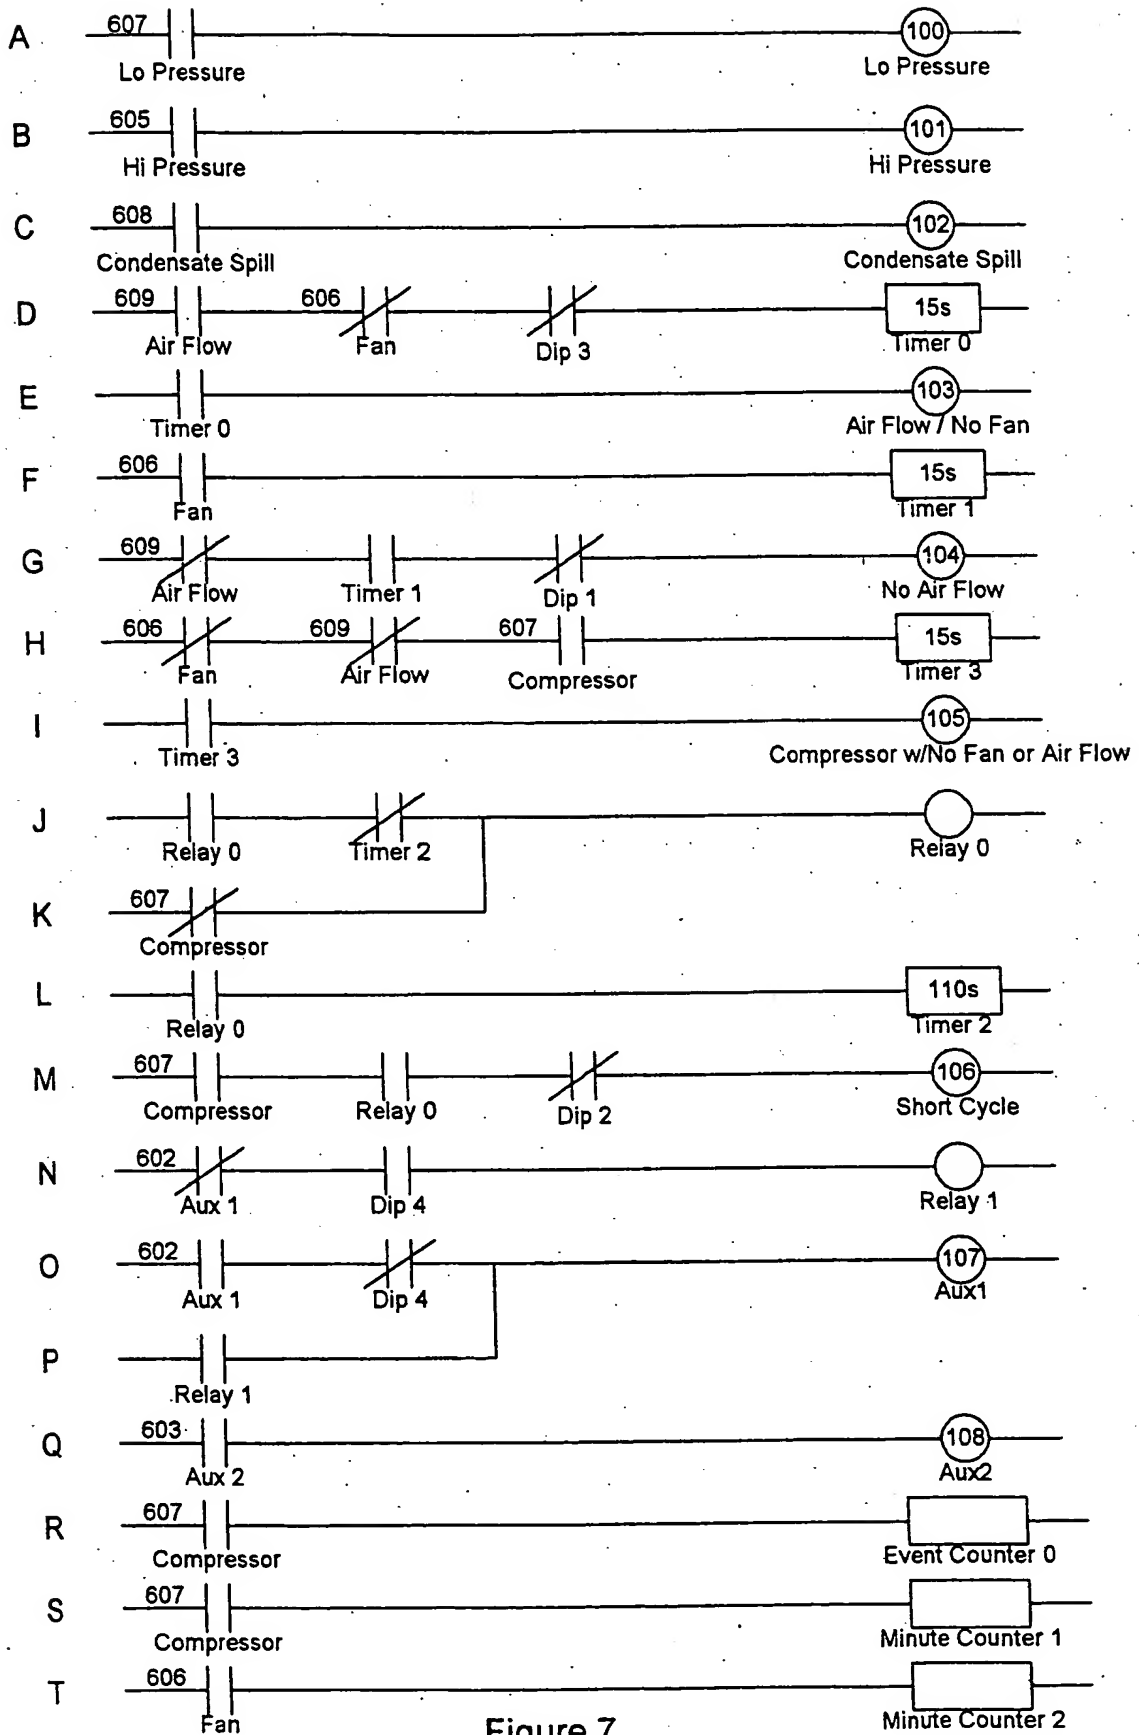 A 607 100
Lo Pressure Lo Pressure
B 605 101
Hi Pressure Hi Pressure
C 608 102
Condensate Spill Condensate Spill
D 609 606 15s
Air Flow Fan Dip 3 Timer 0
E 103
Timer 0 Air Flow / No Fan
F 606 15s
Fan Timer 1
G 609 104
Air Flow Timer 1 Dip 1 No Air Flow
H 606 609 607 15s
Fan Air Flow Compressor Timer 3
I 105
Timer 3 Compressor w/No Fan or Air Flow
J
Relay 0 Timer 2 Relay 0
K 607
Compressor
L 110s
Relay 0 Timer 2
M 607 106
Compressor Relay 0 Dip 2 Short Cycle
N 602
Aux 1 Dip 4 Relay 1
O 602 107
Aux 1 Dip 4 Aux1
P
Relay 1
Q 603 108
Aux 2 Aux2
R 607
Compressor Event Counter 0
S 607
Compressor Minute Counter 1
T 606
Fan Minute Counter 2
Figure 7